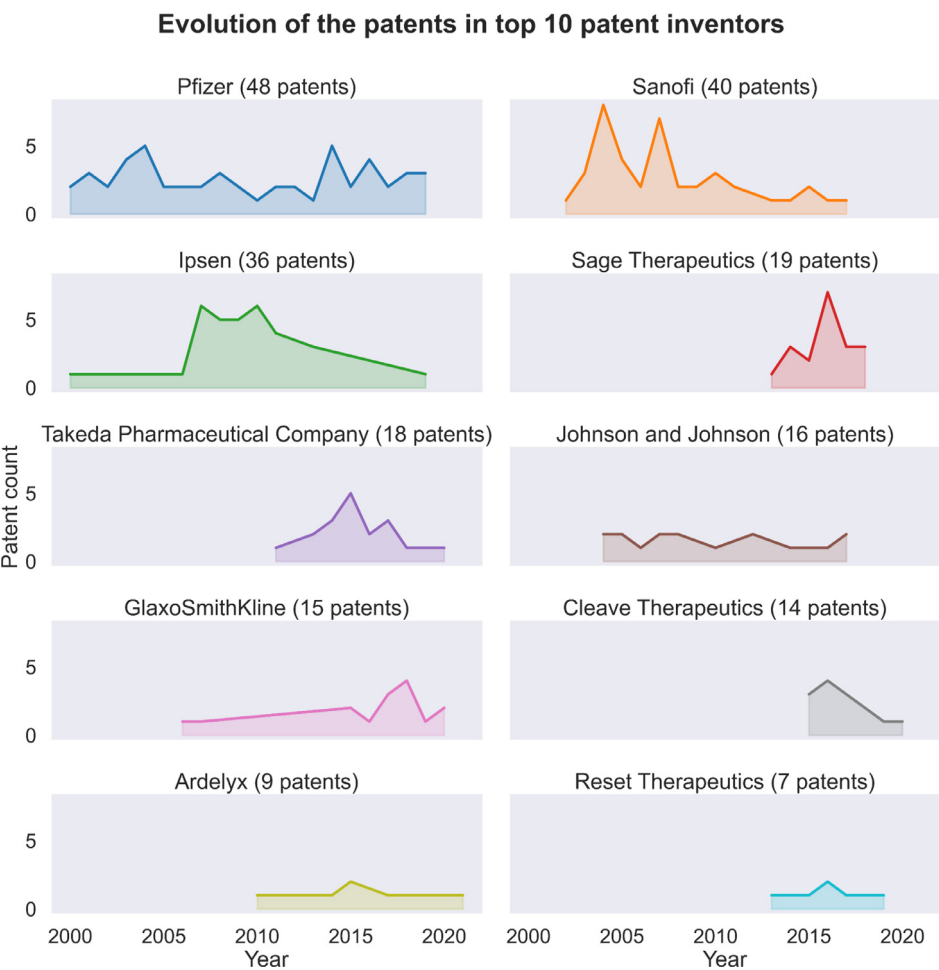 Evolution of the patents in top 10 patent inventors
Pfizer (48 patents)
Sanofi (40 patents)
5
0
Ipsen (36 patents)
Sage Therapeutics (19 patents)
5
0
Takeda Pharmaceutical Company (18 patents)
Johnson and Johnson (16 patents)
Patent count
5
0
GlaxoSmithKline (15 patents)
Cleave Therapeutics (14 patents)
5
0
Ardelyx (9 patents)
Reset Therapeutics (7 patents)
5
0
2000 2005 2010 2015 2020
2000 2005 2010 2015 2020
Year
Year